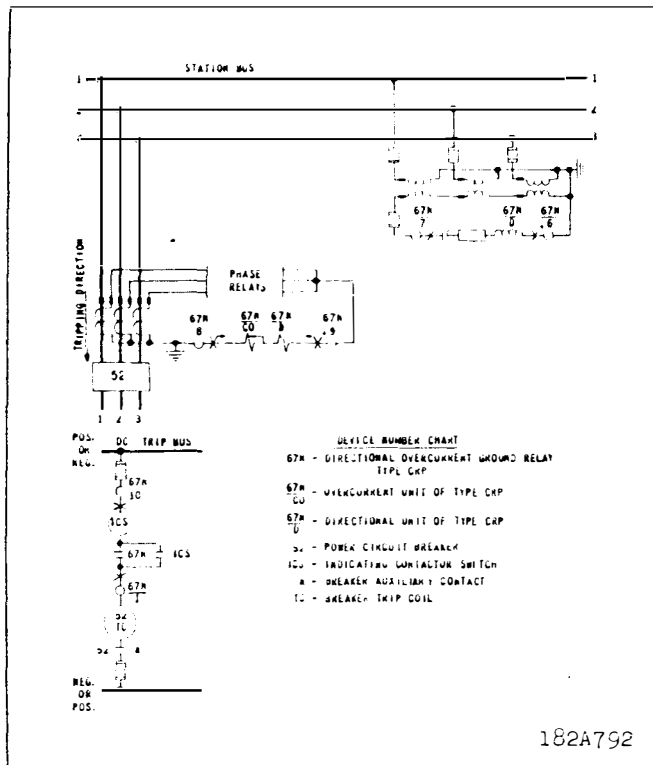 STATION BUS
1 1
2
3
67N
7
67N
D
67N
6
TRIPPING DIRECTION
PHASE
RELAYS
67N
8
67N
CO
67N
D
67N
9
52
1 2 3
POS.
OR
NEG.
DC TRIP BUS
67N
10
ICS
67N ICS
67N
52
TC
52 a
NEG.
OR
POS.
DEVICE NUMBER CHART
67N - DIRECTIONAL OVERCURRENT GROUND RELAY
TYPE CRP
67N
CO - OVERCURRENT UNIT OF TYPE CRP
67N
D - DIRECTIONAL UNIT OF TYPE CRP
52 - POWER CIRCUIT BREAKER
ICS - INDICATING CONTACTOR SWITCH
a - BREAKER AUXILIARY CONTACT
TC - BREAKER TRIP COIL
182A792